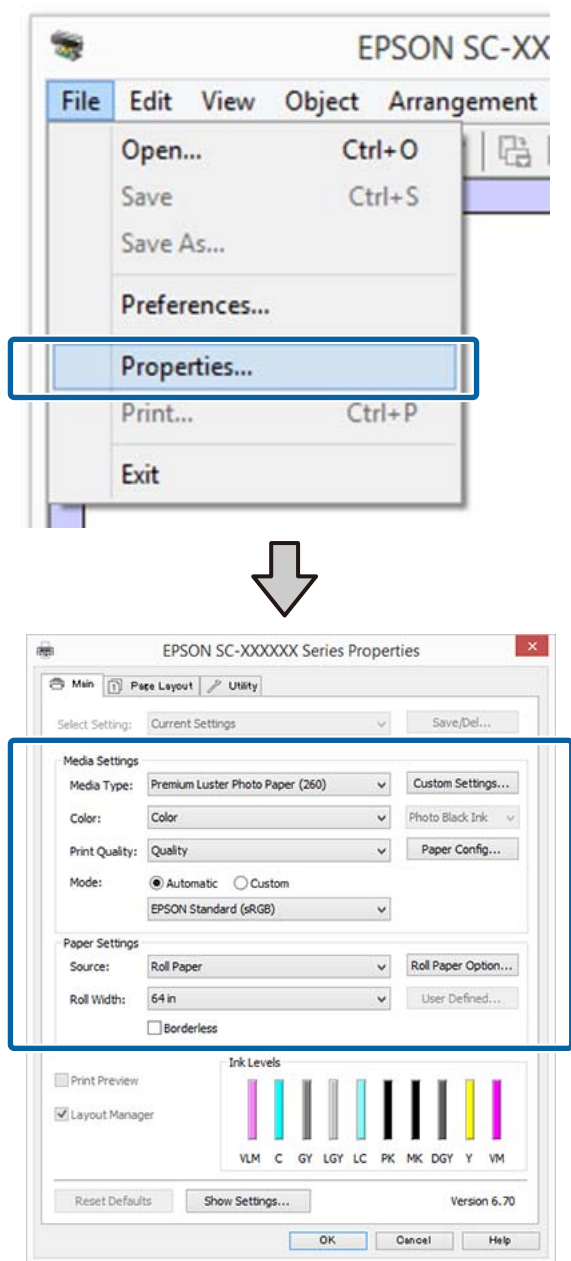 EPSON SC-XX
File Edit View Object Arrangement
Open... Ctrl+O
Save Ctrl+S
Save As...
Preferences...
Properties...
Print... Ctrl+P
Exit
EPSON SC-XXXXXX Series Properties
Main Page Layout Utility
Select Setting: Current Settings Save/Del...
Media Settings
Media Type: Premium Luster Photo Paper (260) Custom Settings...
Color: Color Photo Black Ink
Print Quality: Quality Paper Config...
Mode: Automatic Custom
EPSON Standard (sRGB)
Paper Settings
Source: Roll Paper Roll Paper Option...
Roll Width: 64 in User Defined...
Borderless
Ink Levels
Print Preview
Layout Manager
VLM C GY LGY LC PK MK DGY Y VM
Reset Defaults Show Settings... Version 6.70
OK Cancel Help